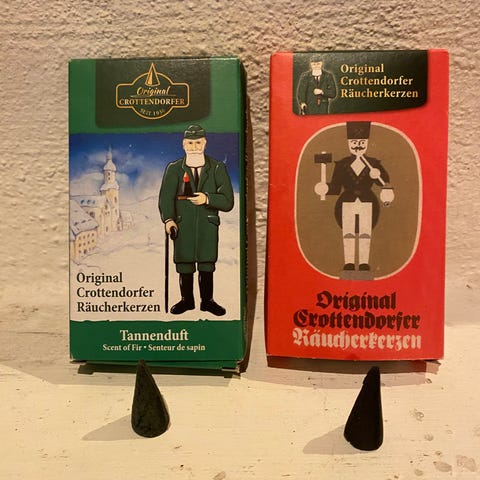 Original
CROTTENDORFER
SEIT 1936
Original
Crottendorfer
Räucherkerzen
Tannenduft
Scent of Fir • Senteur de sapin
Original
Crottendorfer
Räucherkerzen
Original
Crottendorfer
Räucherkerzen